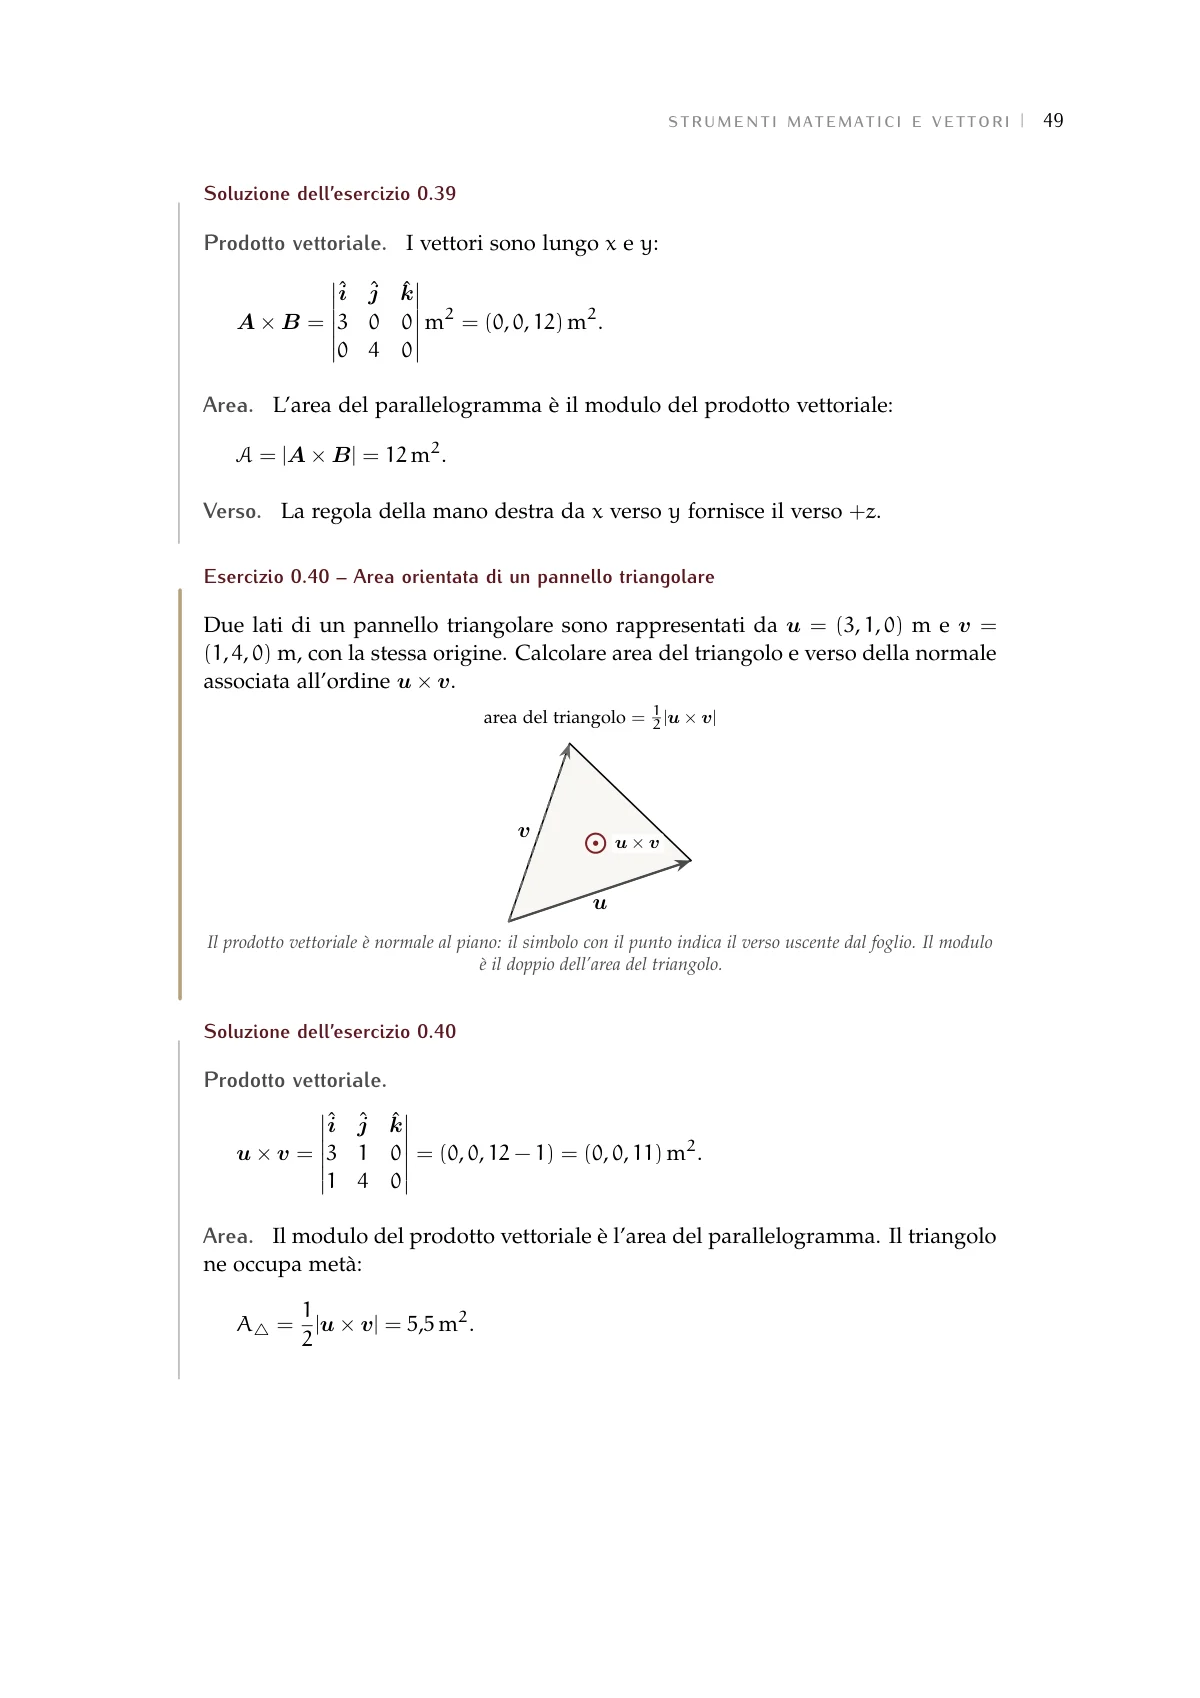 STRUMENTI MATEMATICI E VETTORI | 49
Soluzione dell'esercizio 0.39
Prodotto vettoriale. I vettori sono lungo x e y:
î ĵ k̂
A × B = |3 0 0| m² = (0, 0, 12) m².
0 4 0
Area. L'area del parallelogramma è il modulo del prodotto vettoriale:
𝒜 = |A × B| = 12 m².
Verso. La regola della mano destra da x verso y fornisce il verso +z.
Esercizio 0.40 – Area orientata di un pannello triangolare
Due lati di un pannello triangolare sono rappresentati da u = (3, 1, 0) m e v =
(1, 4, 0) m, con la stessa origine. Calcolare area del triangolo e verso della normale
associata all'ordine u × v.
area del triangolo = ½|u × v|
v
u × v
u
Il prodotto vettoriale è normale al piano: il simbolo con il punto indica il verso uscente dal foglio. Il modulo
è il doppio dell'area del triangolo.
Soluzione dell'esercizio 0.40
Prodotto vettoriale.
î ĵ k̂
u × v = |3 1 0| = (0, 0, 12 − 1) = (0, 0, 11) m².
1 4 0
Area. Il modulo del prodotto vettoriale è l'area del parallelogramma. Il triangolo
ne occupa metà:
A△ = ½|u × v| = 5,5 m².